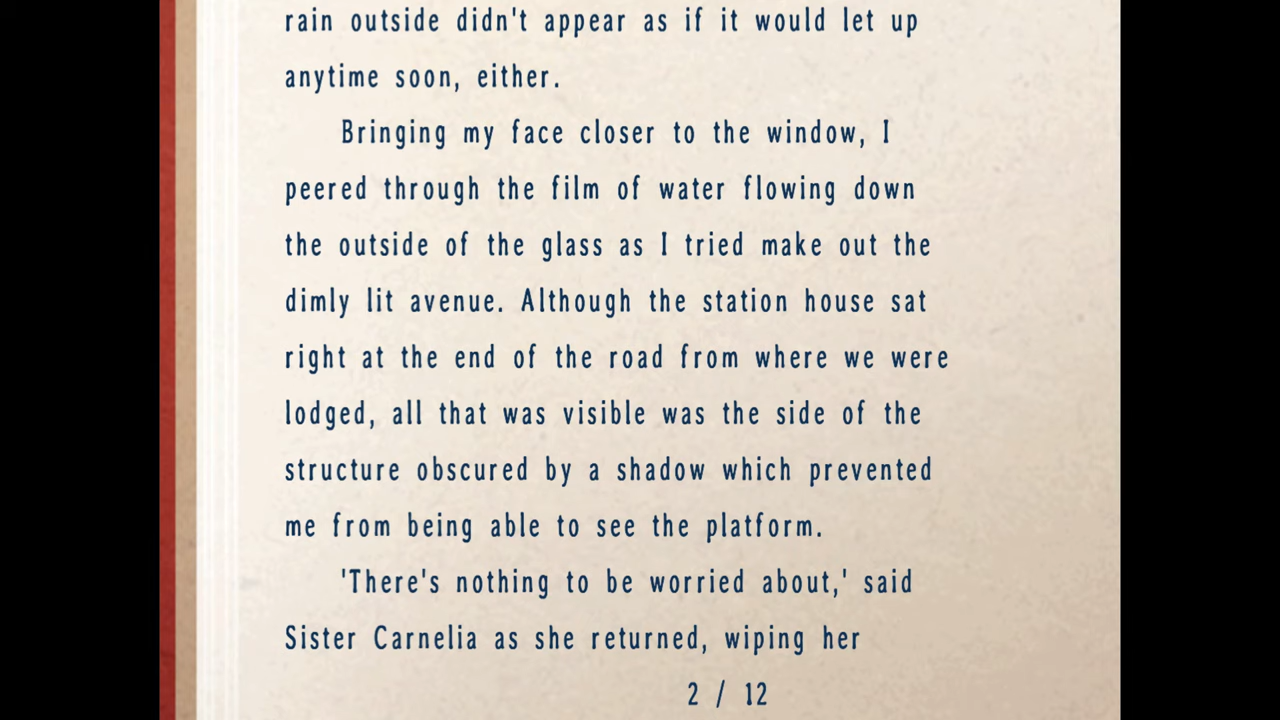 rain outside didn't appear as if it would let up
anytime soon, either.
Bringing my face closer to the window, I
peered through the film of water flowing down
the outside of the glass as I tried make out the
dimly lit avenue. Although the station house sat
right at the end of the road from where we were
lodged, all that was visible was the side of the
structure obscured by a shadow which prevented
me from being able to see the platform.
'There's nothing to be worried about,' said
Sister Carnelia as she returned, wiping her
2 / 12